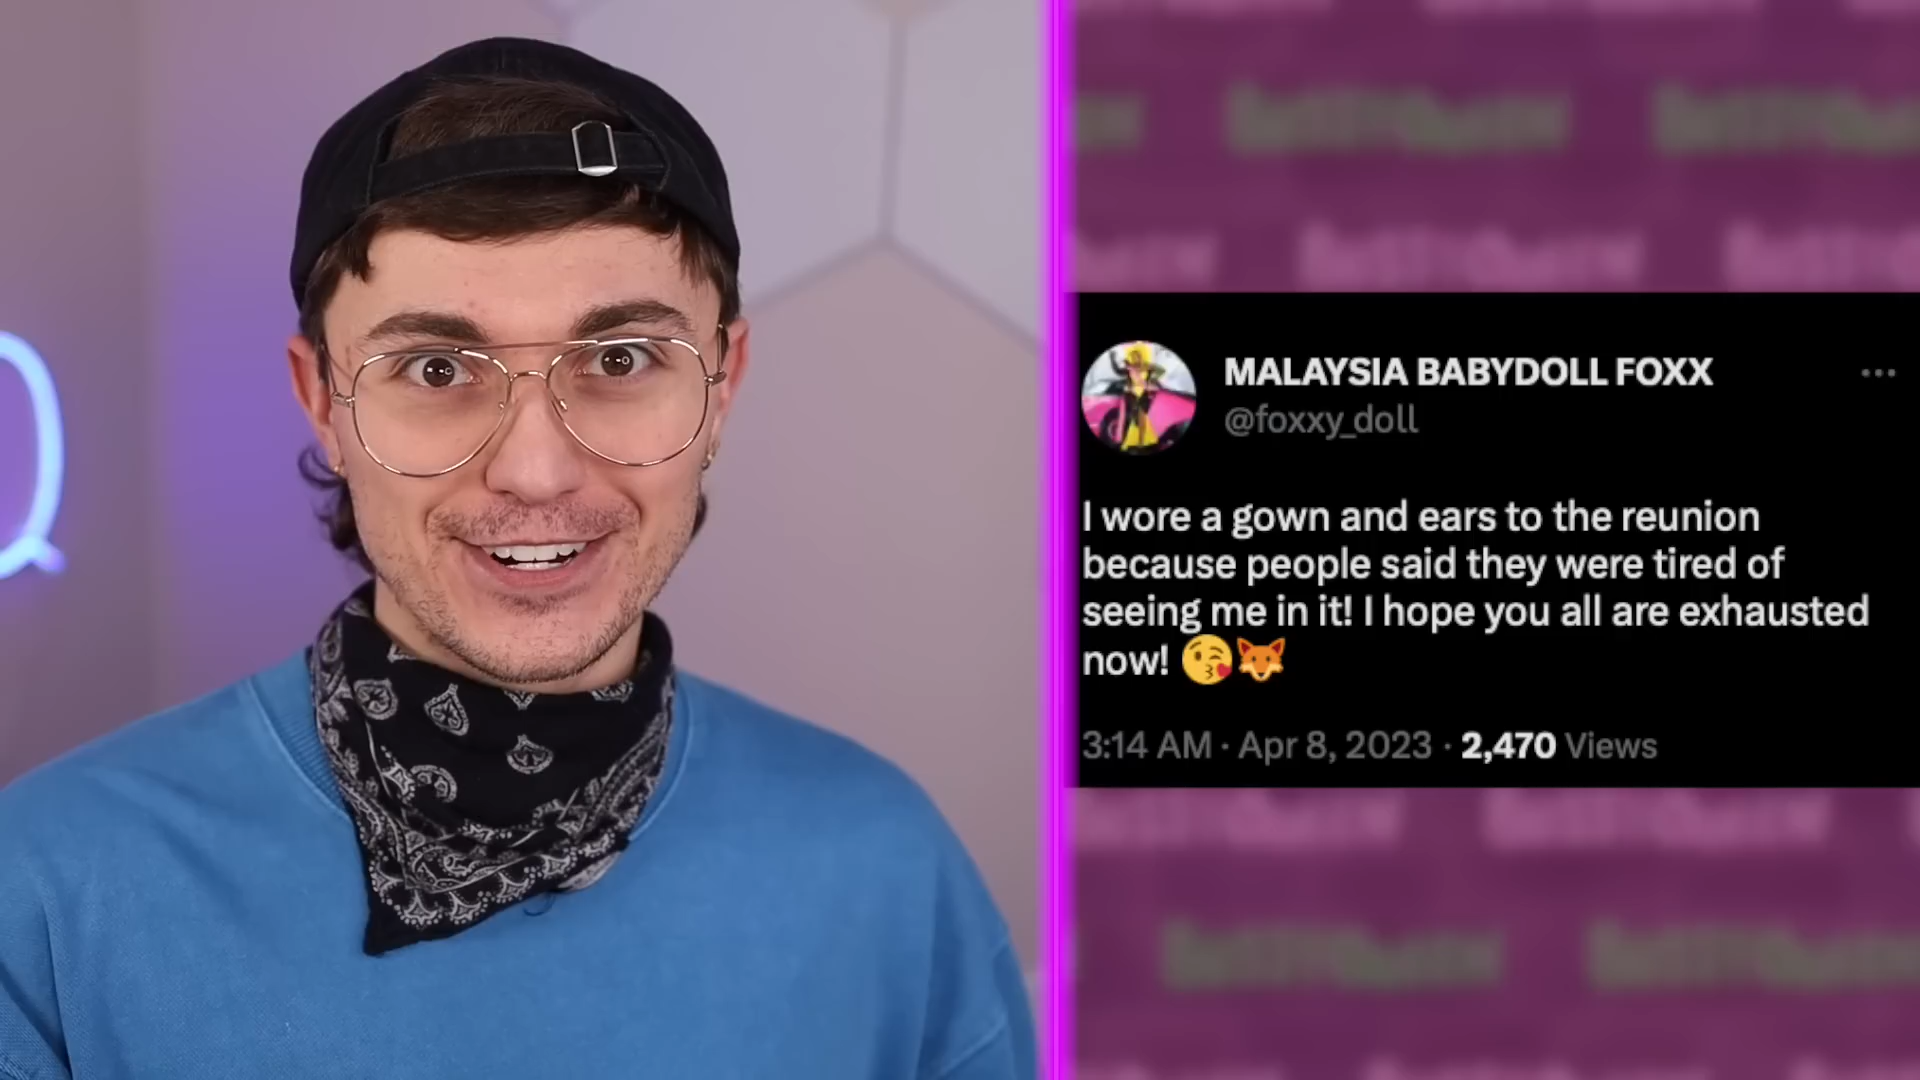 MALAYSIA BABYDOLL FOXX
@foxxy_doll
I wore a gown and ears to the reunion
because people said they were tired of
seeing me in it! I hope you all are exhausted
now! 😘🦊
3:14 AM · Apr 8, 2023 · 2,470 Views